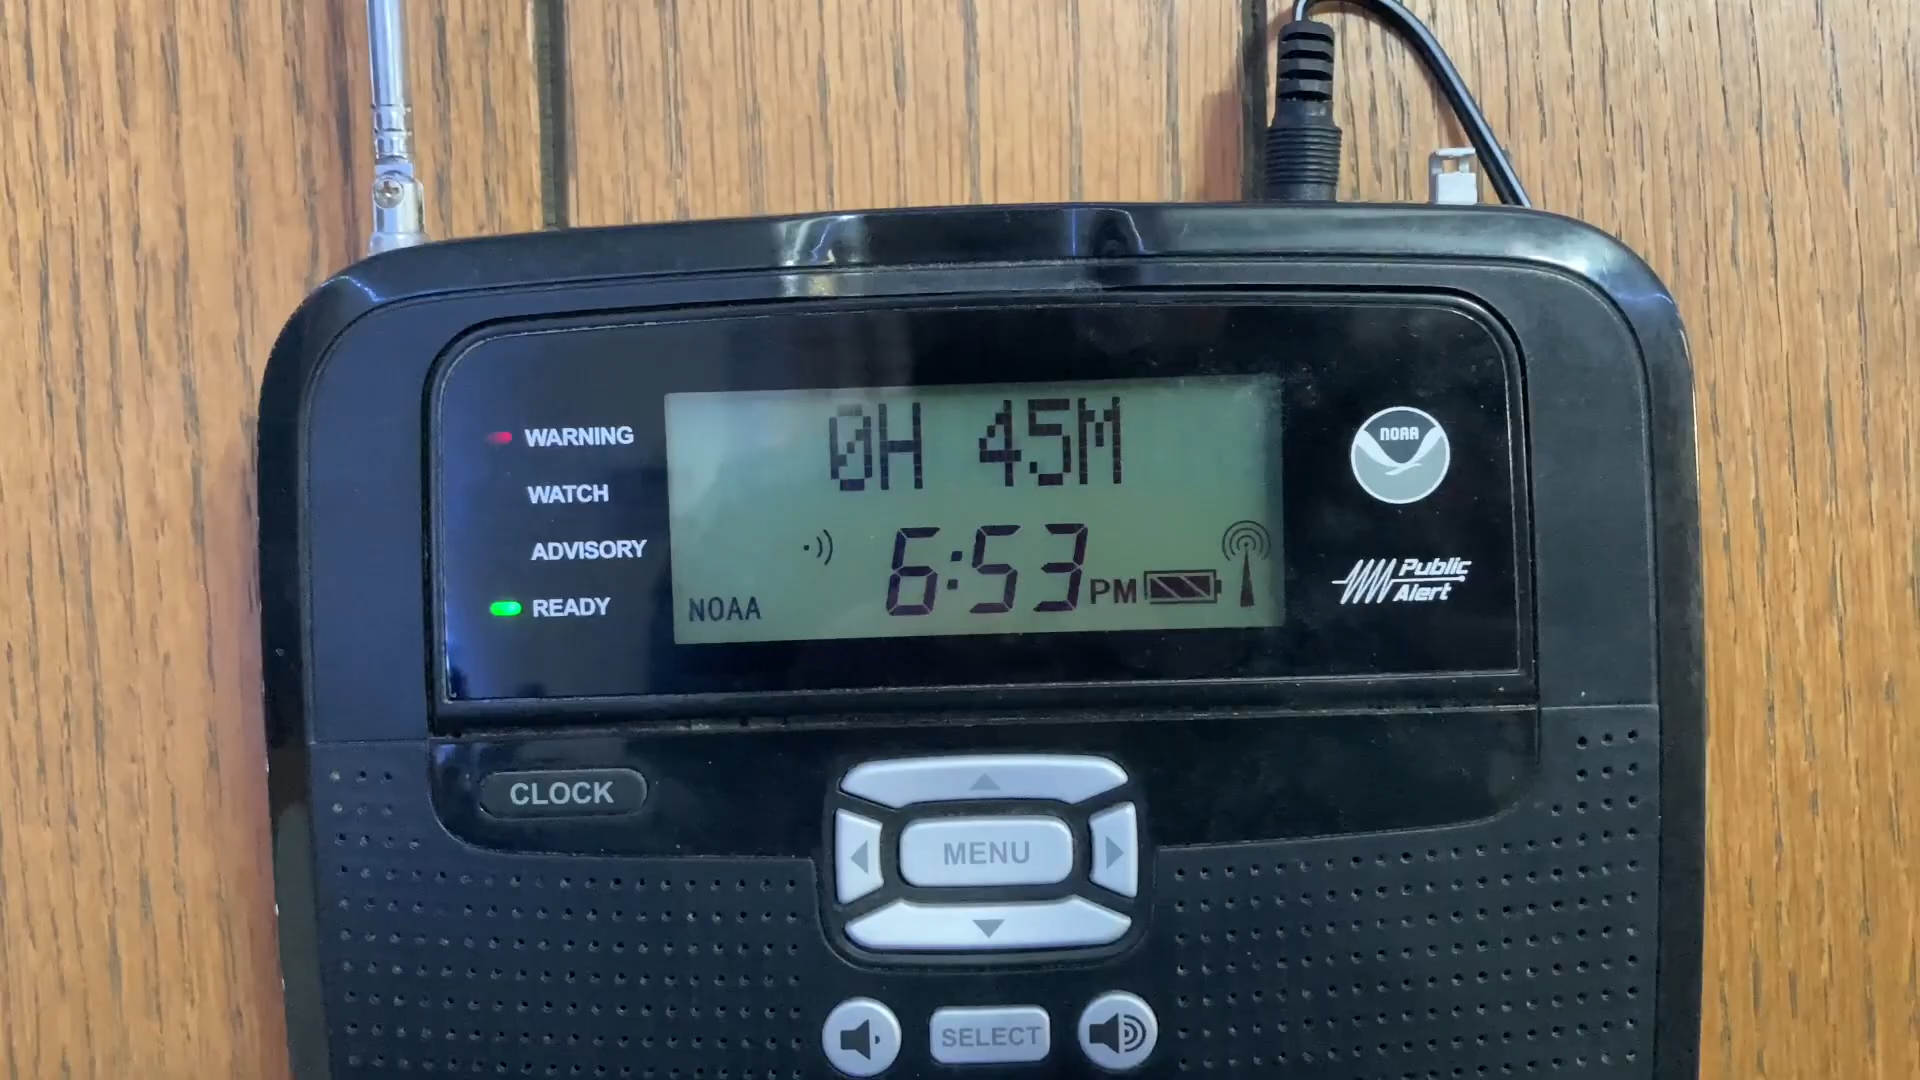 WARNING
WATCH
ADVISORY
READY
0H 45M
6:53 PM
NOAA
NOAA
Public
Alert
CLOCK
MENU
SELECT